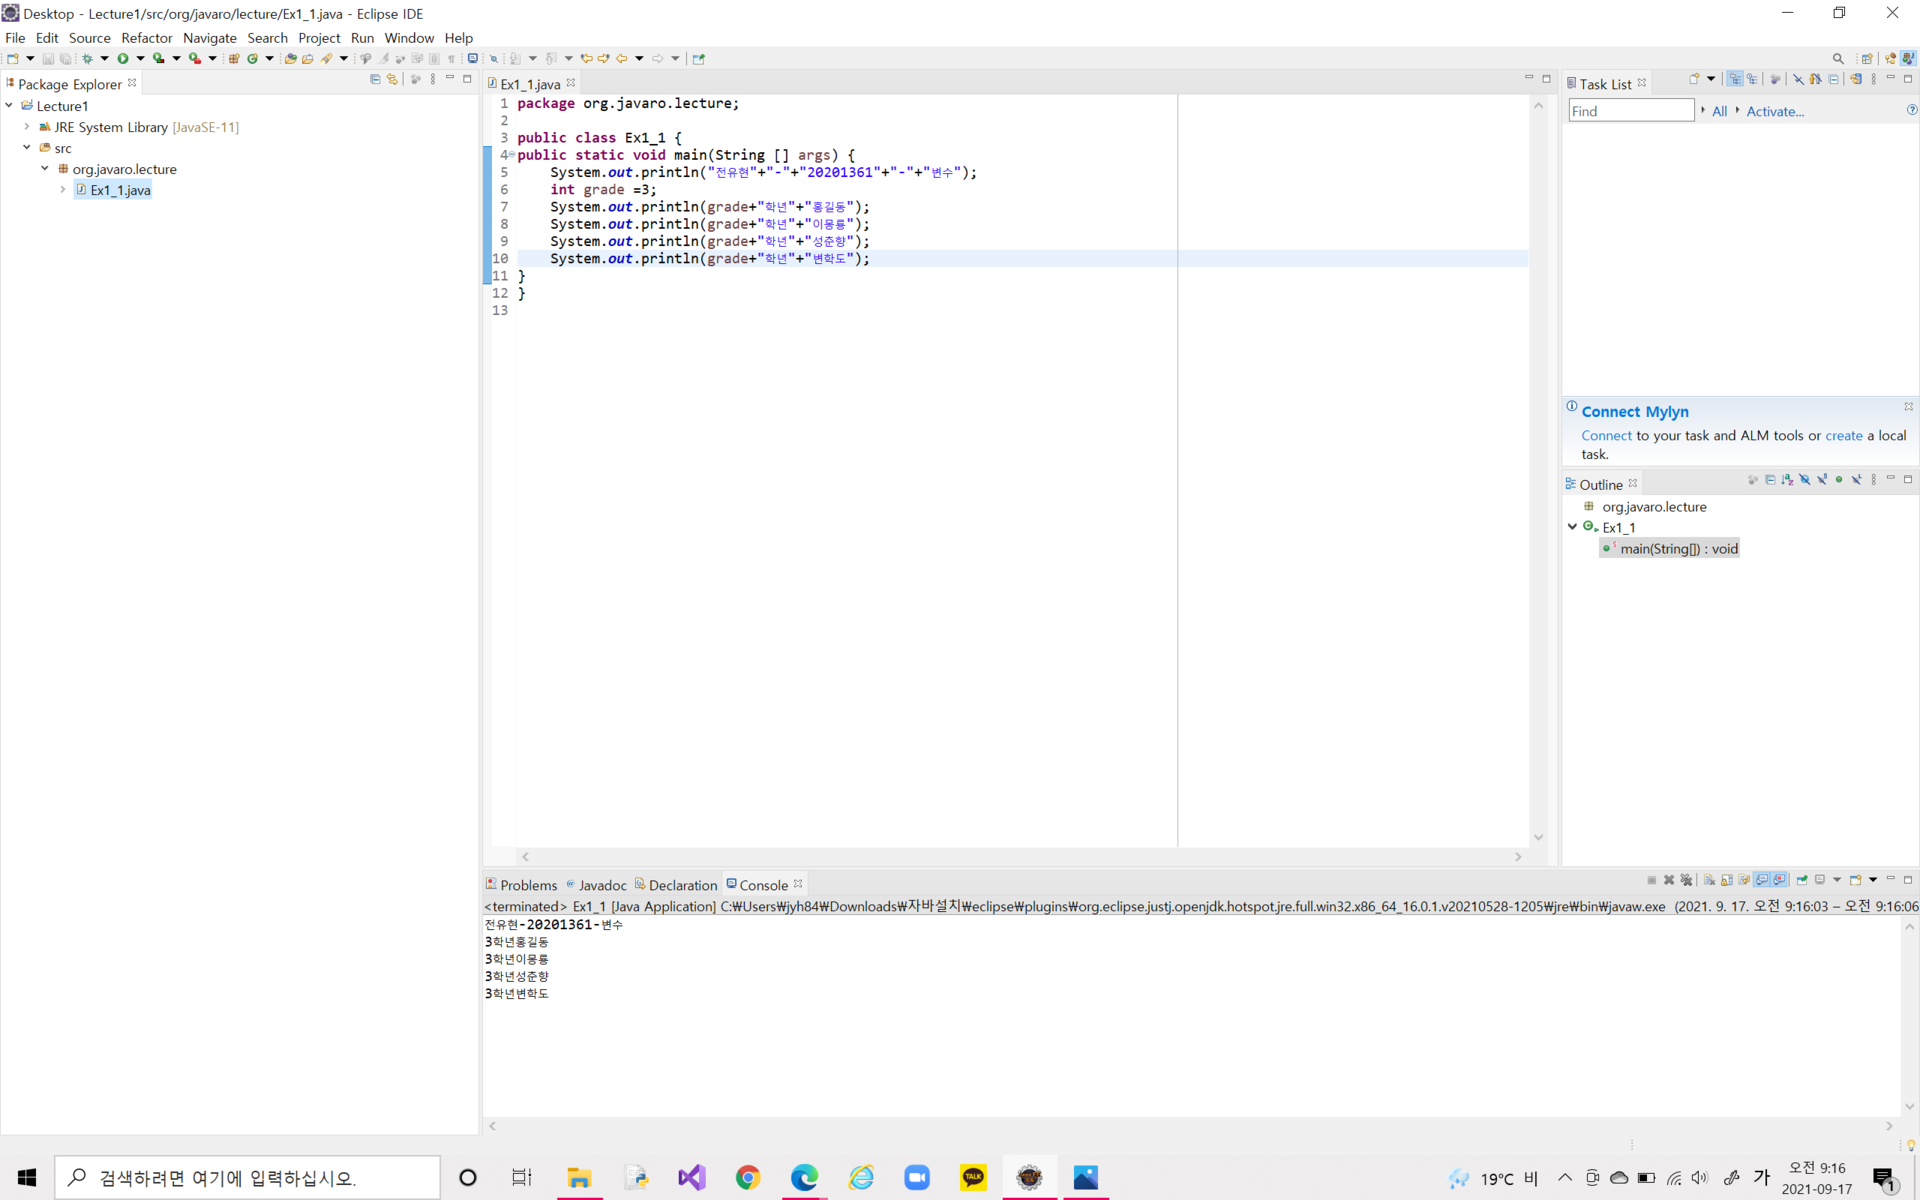 Desktop - Lecture1/src/org/javaro/lecture/Ex1_1.java - Eclipse IDE
File Edit Source Refactor Navigate Search Project Run Window Help
Package Explorer
Lecture1
JRE System Library [JavaSE-11]
src
org.javaro.lecture
Ex1_1.java
Ex1_1.java
1 package org.javaro.lecture;
2
3 public class Ex1_1 {
4 public static void main(String [] args) {
5 System.out.println("전유현"+"-"+"20201361"+"-"+"변수");
6 int grade =3;
7 System.out.println(grade+"학년"+"홍길동");
8 System.out.println(grade+"학년"+"이몽룡");
9 System.out.println(grade+"학년"+"성춘향");
10 System.out.println(grade+"학년"+"변학도");
11 }
12 }
13
Task List
Find All Activate...
Connect Mylyn
Connect to your task and ALM tools or create a local
task.
Outline
org.javaro.lecture
Ex1_1
main(String[]) : void
Problems Javadoc Declaration Console
<terminated> Ex1_1 [Java Application] C:₩Users₩jyh84₩Downloads₩자바설치₩eclipse₩plugins₩org.eclipse.justj.openjdk.hotspot.jre.full.win32.x86_64_16.0.1.v20210528-1205₩jre₩bin₩javaw.exe (2021. 9. 17. 오전 9:16:03 – 오전 9:16:06
전유현-20201361-변수
3학년홍길동
3학년이몽룡
3학년성춘향
3학년변학도
검색하려면 여기에 입력하십시오.
TALK
19°C 비
가
오전 9:16
2021-09-17
1